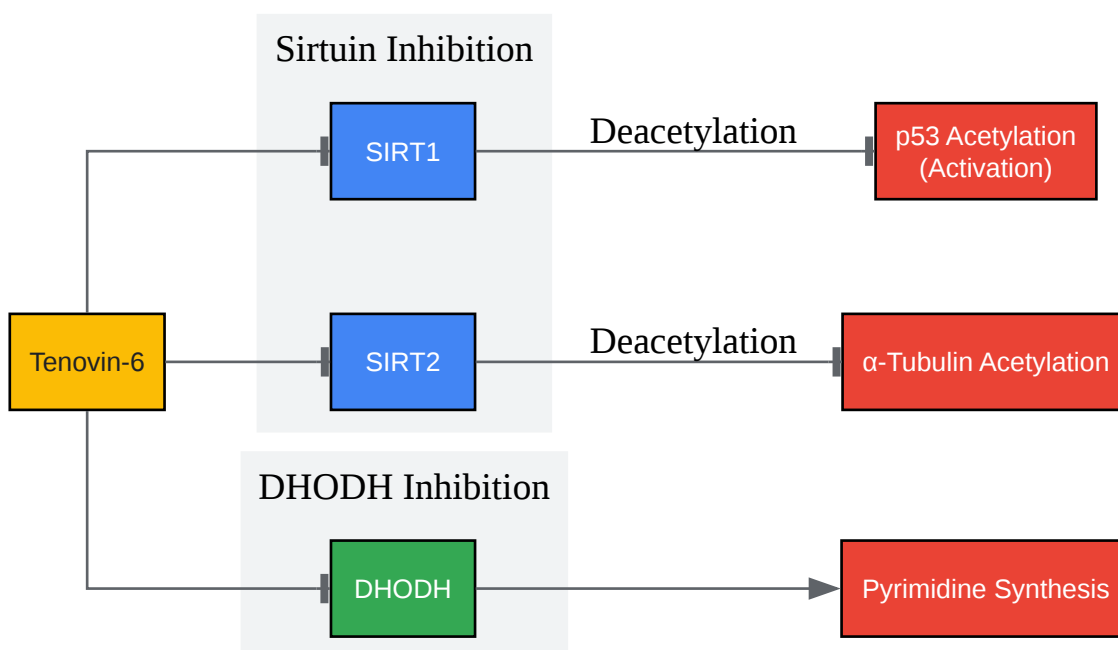 Sirtuin Inhibition
SIRT1
Deacetylation
p53 Acetylation
(Activation)
Tenovin-6
SIRT2
Deacetylation
α-Tubulin Acetylation
DHODH Inhibition
DHODH
Pyrimidine Synthesis